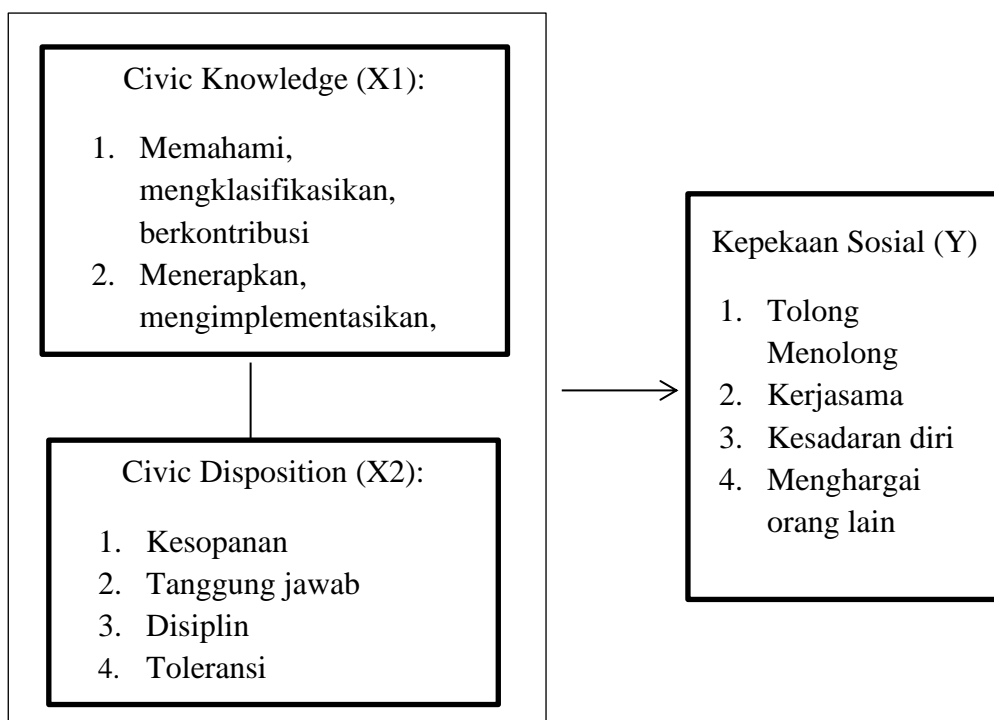 Civic Knowledge (X1):
1. Memahami,
mengklasifikasikan,
berkontribusi
2. Menerapkan,
mengimplementasikan,
Civic Disposition (X2):
1. Kesopanan
2. Tanggung jawab
3. Disiplin
4. Toleransi
Kepekaan Sosial (Y)
1. Tolong
Menolong
2. Kerjasama
3. Kesadaran diri
4. Menghargai
orang lain